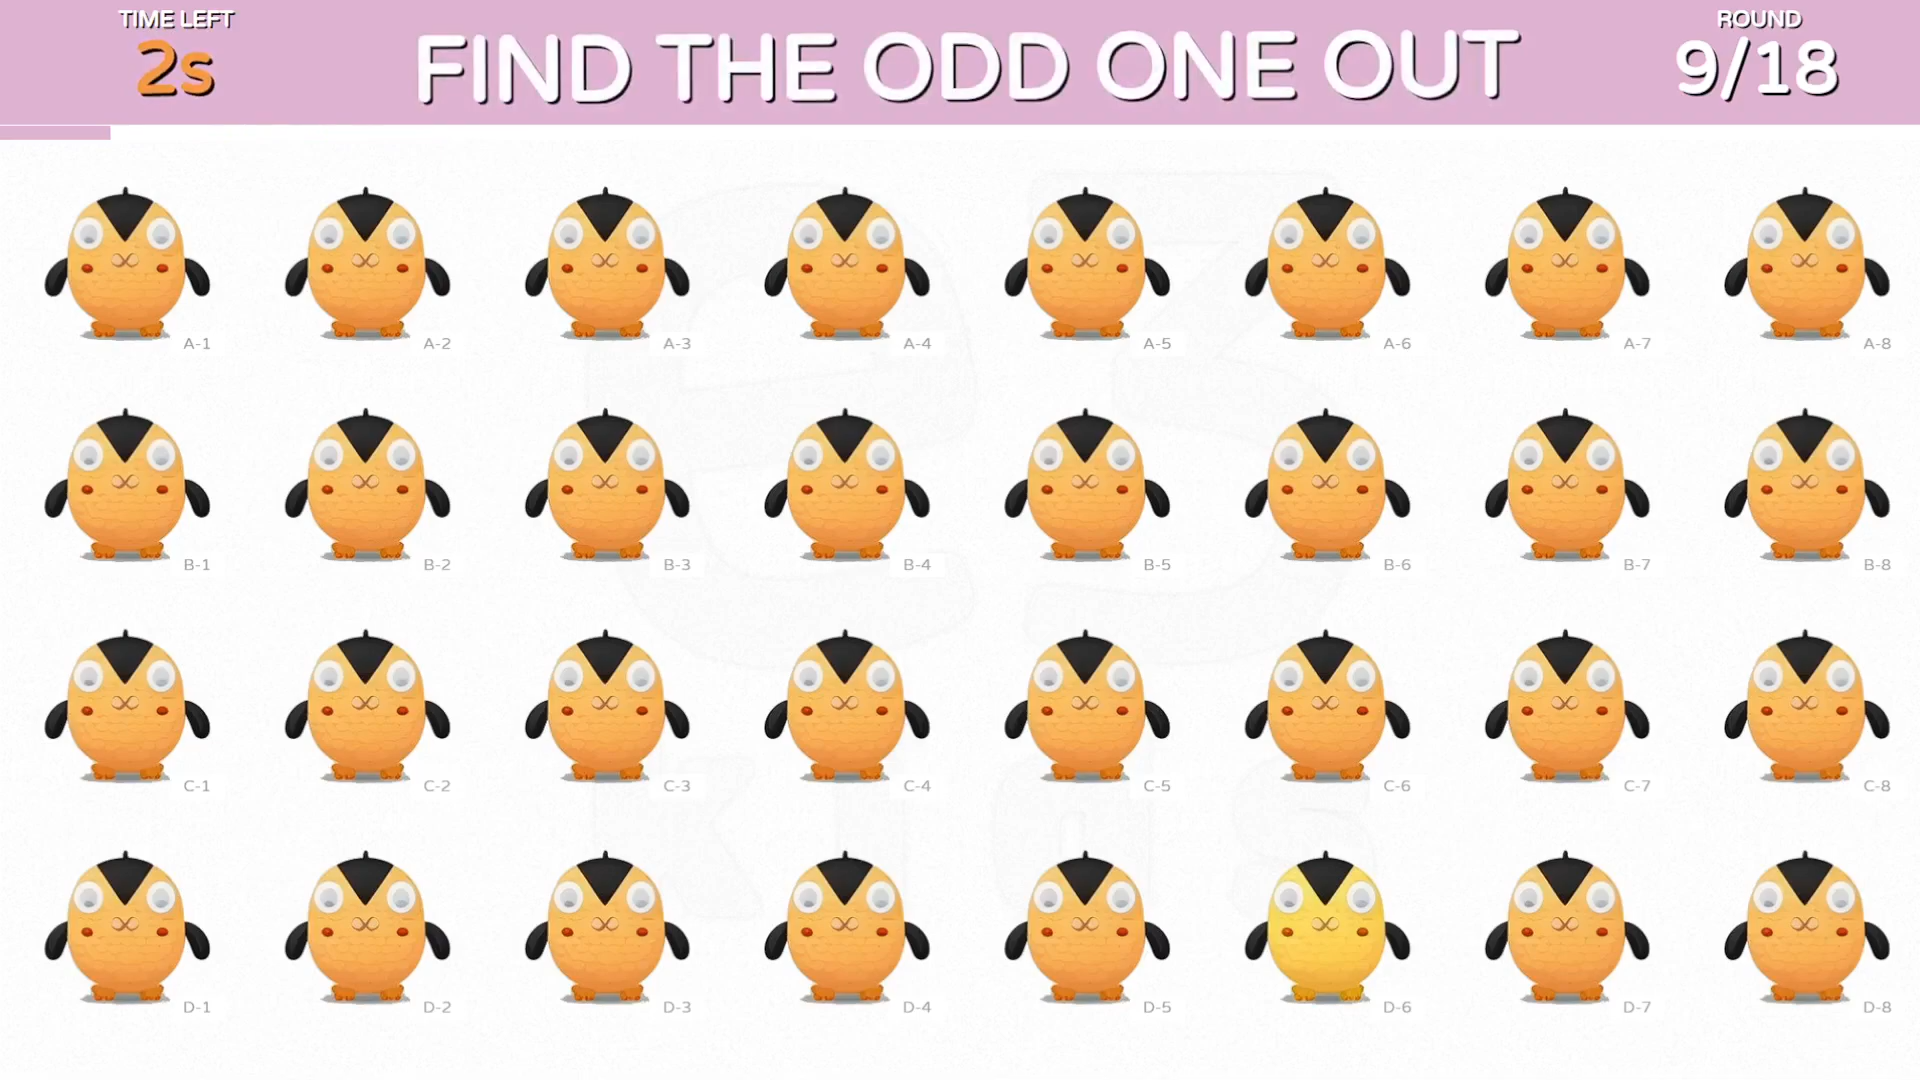 TIME LEFT
2s
FIND THE ODD ONE OUT
ROUND
9/18
A-1 A-2 A-3 A-4 A-5 A-6 A-7 A-8
B-1 B-2 B-3 B-4 B-5 B-6 B-7 B-8
C-1 C-2 C-3 C-4 C-5 C-6 C-7 C-8
D-1 D-2 D-3 D-4 D-5 D-6 D-7 D-8
e3
kids